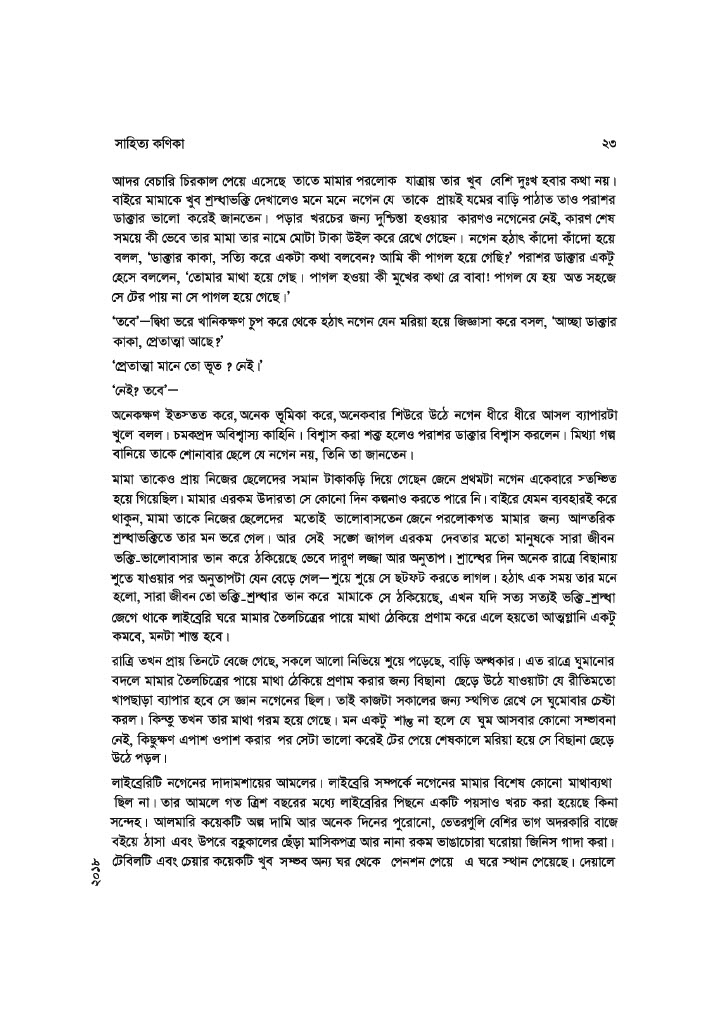 সাহিত্য কণিকা ২৩
আদর বেচারি চিরকাল পেয়ে এসেছে তাতে মামার পরলোক যাত্রায় তার খুব বেশি দুঃখ হবার কথা নয়।
বাইরে মামাকে খুব শ্রদ্ধাভক্তি দেখালেও মনে মনে নগেন যে তাকে প্রায়ই যমের বাড়ি পাঠাত তাও পরাশর
ডাক্তার ভালো করেই জানতেন। পড়ার খরচের জন্য দুশ্চিন্তা হওয়ার কারণও নগেনের নেই, কারণ শেষ
সময়ে কী ভেবে তার মামা তার নামে মোটা টাকা উইল করে রেখে গেছেন। নগেন হঠাৎ কাঁদো কাঁদো হয়ে
বলল, ‘ডাক্তার কাকা, সত্যি করে একটা কথা বলবেন? আমি কী পাগল হয়ে গেছি?’ পরাশর ডাক্তার একটু
হেসে বললেন, ‘তোমার মাথা হয়ে গেছ। পাগল হওয়া কী মুখের কথা রে বাবা! পাগল যে হয় অত সহজে
সে টের পায় না সে পাগল হয়ে গেছে।’
‘তবে’—দ্বিধা ভরে খানিকক্ষণ চুপ করে থেকে হঠাৎ নগেন যেন মরিয়া হয়ে জিজ্ঞাসা করে বসল, ‘আচ্ছা ডাক্তার
কাকা, প্রেতাত্মা আছে?’
‘প্রেতাত্মা মানে তো ভূত ? নেই।’
‘নেই? তবে’—
অনেকক্ষণ ইতস্তত করে, অনেক ভূমিকা করে, অনেকবার শিউরে উঠে নগেন ধীরে ধীরে আসল ব্যাপারটা
খুলে বলল। চমকপ্রদ অবিশ্বাস্য কাহিনি। বিশ্বাস করা শক্ত হলেও পরাশর ডাক্তার বিশ্বাস করলেন। মিথ্যা গল্প
বানিয়ে তাকে শোনাবার ছেলে যে নগেন নয়, তিনি তা জানতেন।
মামা তাকেও প্রায় নিজের ছেলেদের সমান টাকাকড়ি দিয়ে গেছেন জেনে প্রথমটা নগেন একেবারে স্তম্ভিত
হয়ে গিয়েছিল। মামার এরকম উদারতা সে কোনো দিন কল্পনাও করতে পারে নি। বাইরে যেমন ব্যবহারই করে
থাকুন, মামা তাকে নিজের ছেলেদের মতোই ভালোবাসতেন জেনে পরলোকগত মামার জন্য আন্তরিক
শ্রদ্ধাভক্তিতে তার মন ভরে গেল। আর সেই সঙ্গে জাগল এরকম দেবতার মতো মানুষকে সারা জীবন
ভক্তি-ভালোবাসার ভান করে ঠকিয়েছে ভেবে দারুণ লজ্জা আর অনুতাপ। শ্রাদ্ধের দিন অনেক রাত্রে বিছানায়
শুতে যাওয়ার পর অনুতাপটা যেন বেড়ে গেল—শুয়ে শুয়ে সে ছটফট করতে লাগল। হঠাৎ এক সময় তার মনে
হলো, সারা জীবন তো ভক্তি-শ্রদ্ধার ভান করে মামাকে সে ঠকিয়েছে, এখন যদি সত্য সত্যই ভক্তি-শ্রদ্ধা
জেগে থাকে লাইব্রেরি ঘরে মামার তৈলচিত্রের পায়ে মাথা ঠেকিয়ে প্রণাম করে এলে হয়তো আত্মগ্লানি একটু
কমবে, মনটা শান্ত হবে।
রাত্রি তখন প্রায় তিনটে বেজে গেছে, সকলে আলো নিভিয়ে শুয়ে পড়েছে, বাড়ি অন্ধকার। এত রাত্রে ঘুমানোর
বদলে মামার তৈলচিত্রের পায়ে মাথা ঠেকিয়ে প্রণাম করার জন্য বিছানা ছেড়ে উঠে যাওয়াটা যে রীতিমতো
খাপছাড়া ব্যাপার হবে সে জ্ঞান নগেনের ছিল। তাই কাজটা সকালের জন্য স্থগিত রেখে সে ঘুমোবার চেষ্টা
করল। কিন্তু তখন তার মাথা গরম হয়ে গেছে। মন একটু শান্ত না হলে যে ঘুম আসবার কোনো সম্ভাবনা
নেই, কিছুক্ষণ এপাশ ওপাশ করার পর সেটা ভালো করেই টের পেয়ে শেষকালে মরিয়া হয়ে সে বিছানা ছেড়ে
উঠে পড়ল।
লাইব্রেরিটি নগেনের দাদামশায়ের আমলের। লাইব্রেরি সম্পর্কে নগেনের মামার বিশেষ কোনো মাথাব্যথা
ছিল না। তার আমলে গত ত্রিশ বছরের মধ্যে লাইব্রেরির পিছনে একটি পয়সাও খরচ করা হয়েছে কিনা
সন্দেহ। আলমারি কয়েকটি অল্প দামি আর অনেক দিনের পুরোনো, ভেতরগুলি বেশির ভাগ অদরকারি বাজে
বইয়ে ঠাসা এবং উপরে বহুকালের ছেঁড়া মাসিকপত্র আর নানা রকম ভাঙাচোরা ঘরোয়া জিনিস গাদা করা।
টেবিলটি এবং চেয়ার কয়েকটি খুব সম্ভব অন্য ঘর থেকে পেনশন পেয়ে এ ঘরে স্থান পেয়েছে। দেয়ালে
২০১৮